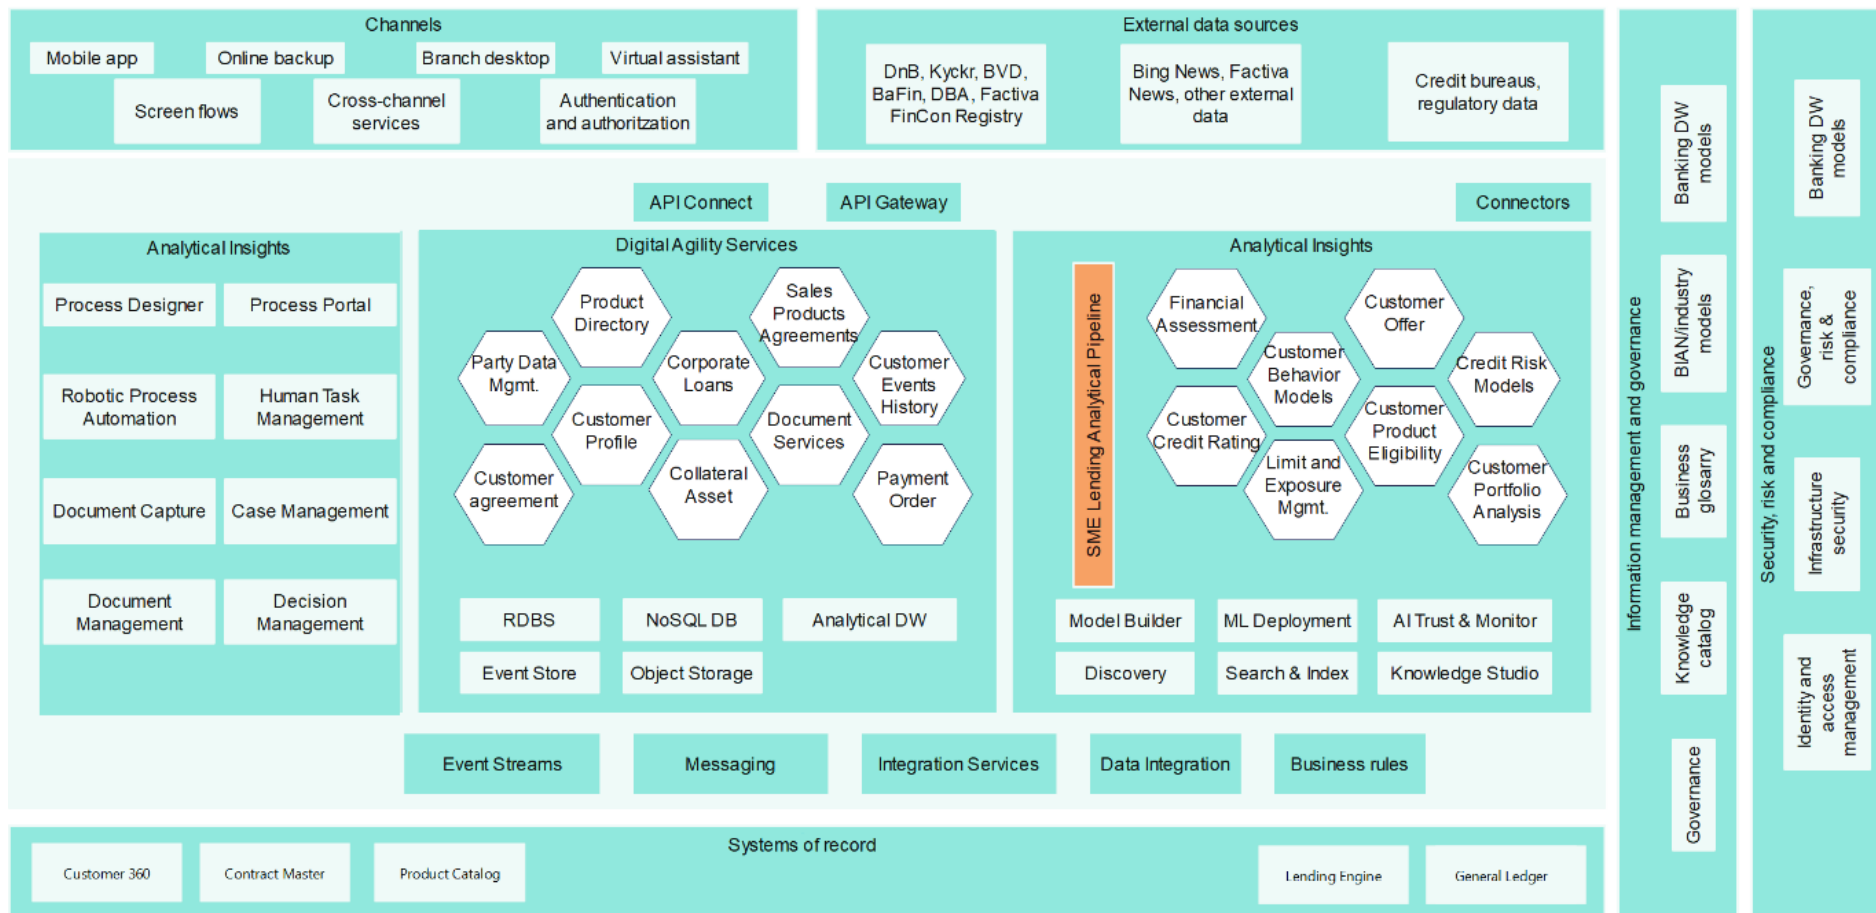 Channels
Mobile app
Online backup
Branch desktop
Virtual assistant
Screen flows
Cross-channel
services
Authentication
and authoritzation
External data sources
DnB, Kyckr, BVD,
BaFin, DBA, Factiva
FinCon Registry
Bing News, Factiva
News, other external
data
Credit bureaus,
regulatory data
API Connect
API Gateway
Connectors
Analytical Insights
Process Designer
Process Portal
Robotic Process
Automation
Human Task
Management
Document Capture
Case Management
Document
Management
Decision
Management
Digital Agility Services
Product
Directory
Sales
Products
Agreements
Party Data
Mgmt.
Corporate
Loans
Customer
Events
History
Customer
Profile
Document
Services
Customer
agreement
Collateral
Asset
Payment
Order
RDBS
NoSQL DB
Analytical DW
Event Store
Object Storage
Analytical Insights
SME Lending Analytical Pipeline
Financial
Assessment
Customer
Offer
Customer
Behavior
Models
Credit Risk
Models
Customer
Credit Rating
Customer
Product
Eligibility
Limit and
Exposure
Mgmt.
Customer
Portfolio
Analysis
Model Builder
ML Deployment
AI Trust & Monitor
Discovery
Search & Index
Knowledge Studio
Event Streams
Messaging
Integration Services
Data Integration
Business rules
Systems of record
Customer 360
Contract Master
Product Catalog
Lending Engine
General Ledger
Information management and governance
Banking DW
models
BIAN/industry
models
Business
glosarry
Knowledge
catalog
Governance
Security, risk and compliance
Banking DW
models
Governance,
risk &
compliance
Infrastructure
security
Identity and
access
management